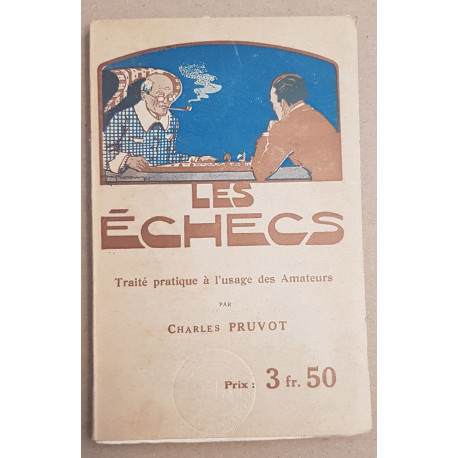 LES
ÉCHECS
Traité pratique à l'usage des Amateurs
PAR
CHARLES PRUVOT
Prix : 3 fr. 50